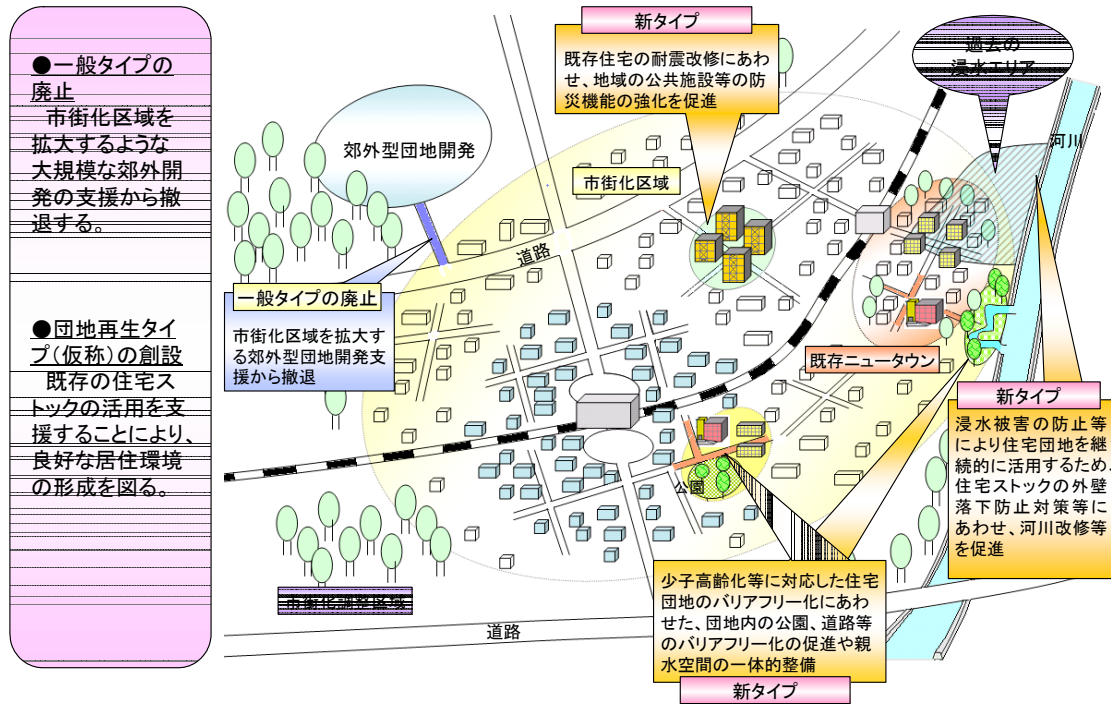 ●一般タイプの
廃止
市街化区域を
拡大するような
大規模な郊外開
発の支援から撤
退する。
●団地再生タイ
プ(仮称)の創設
既存の住宅ス
トックの活用を支
援することにより、
良好な居住環境
の形成を図る。
新タイプ
既存住宅の耐震改修にあわ
せ、地域の公共施設等の防
災機能の強化を促進
過去の
浸水エリア
河川
郊外型団地開発
市街化区域
道路
一般タイプの廃止
市街化区域を拡大す
る郊外型団地開発支
援から撤退
既存ニュータウン
新タイプ
浸水被害の防止等
により住宅団地を継
続的に活用するため、
住宅ストックの外壁
落下防止対策等に
あわせ、河川改修等
を促進
公園
少子高齢化等に対応した住宅
団地のバリアフリー化にあわ
せた、団地内の公園、道路等
のバリアフリー化の促進や親
水空間の一体的整備
新タイプ
市街化調整区域
道路